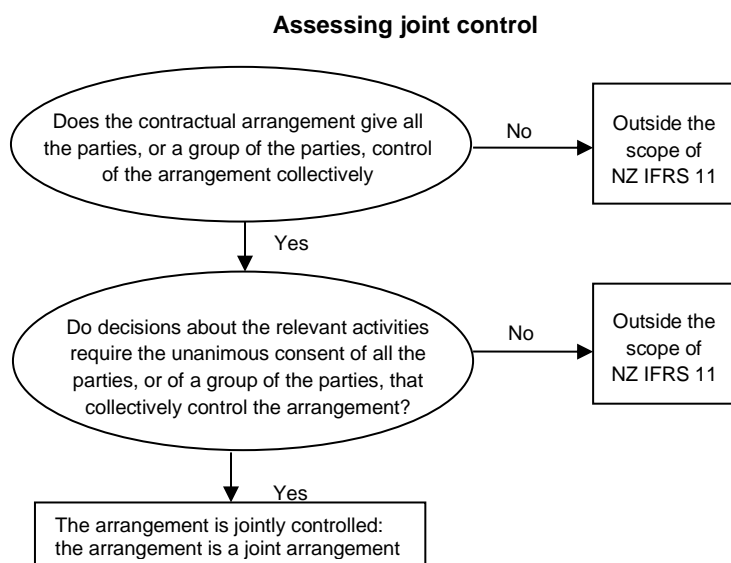 Assessing joint control
Does the contractual arrangement give all
the parties, or a group of the parties, control
of the arrangement collectively
No
Outside the
scope of
NZ IFRS 11
Yes
Do decisions about the relevant activities
require the unanimous consent of all the
parties, or of a group of the parties, that
collectively control the arrangement?
No
Outside the
scope of
NZ IFRS 11
Yes
The arrangement is jointly controlled:
the arrangement is a joint arrangement